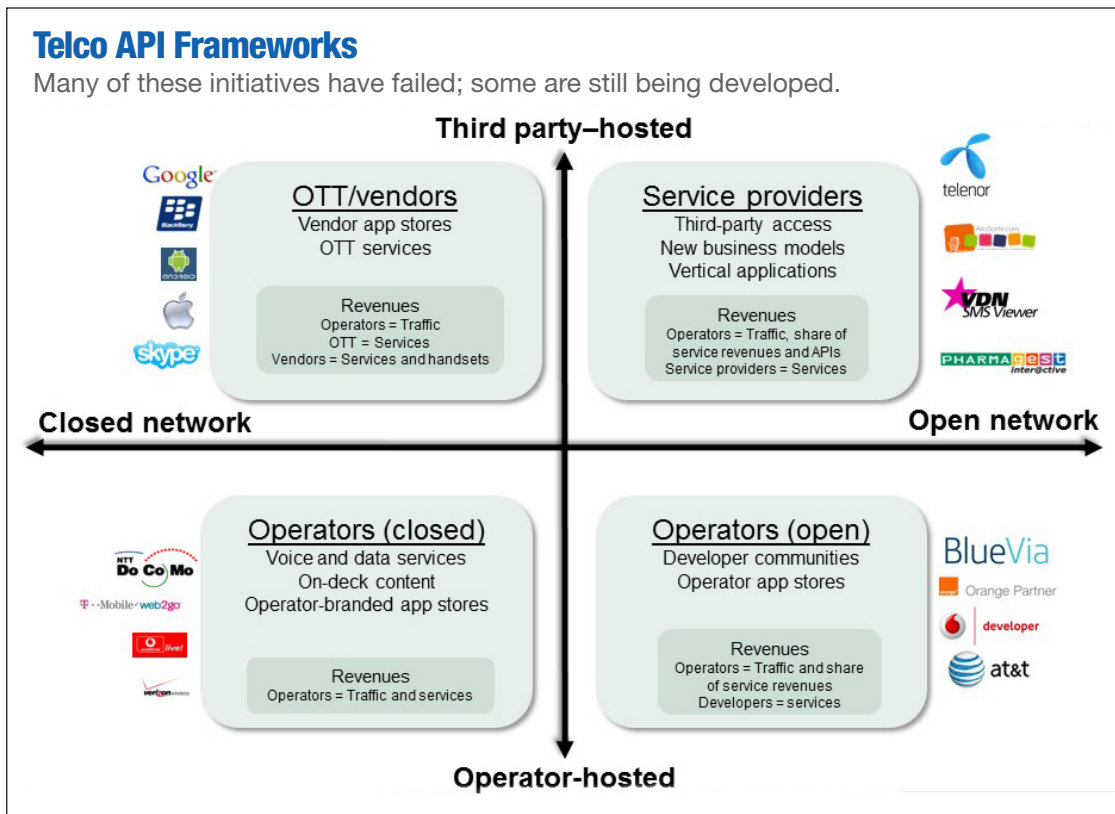 Telco API Frameworks
Many of these initiatives have failed; some are still being developed.
Third party–hosted
Google
BlackBerry
ANDROID
skype
OTT/vendors
Vendor app stores
OTT services
Revenues
Operators = Traffic
OTT = Services
Vendors = Services and handsets
Service providers
Third-party access
New business models
Vertical applications
Revenues
Operators = Traffic, share of
service revenues and APIs
Service providers = Services
telenor
AlloSortir.com
VDN
SMS Viewer
PHARMAGEST
inter@ctive
Closed network
Open network
NTT
DoCoMo
T··Mobile web2go
live!
verizonwireless
Operators (closed)
Voice and data services
On-deck content
Operator-branded app stores
Revenues
Operators = Traffic and services
Operators (open)
Developer communities
Operator app stores
Revenues
Operators = Traffic and share
of service revenues
Developers = services
BlueVia
Orange Partner
developer
at&t
Operator-hosted